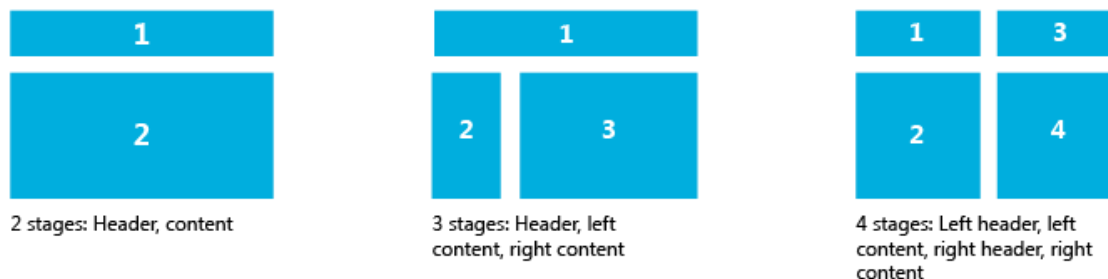 1
2
2 stages: Header, content
1
2
3
3 stages: Header, left
content, right content
1
3
2
4
4 stages: Left header, left
content, right header, right
content